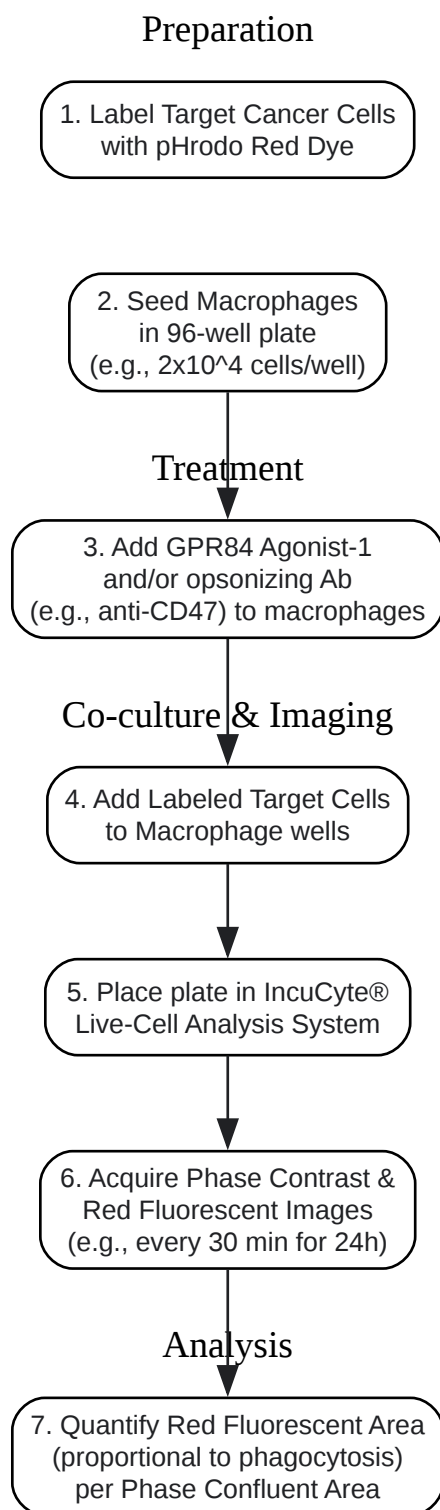 Preparation
1. Label Target Cancer Cells
with pHrodo Red Dye
2. Seed Macrophages
in 96-well plate
(e.g., 2x10^4 cells/well)
Treatment
3. Add GPR84 Agonist-1
and/or opsonizing Ab
(e.g., anti-CD47) to macrophages
Co-culture & Imaging
4. Add Labeled Target Cells
to Macrophage wells
5. Place plate in IncuCyte®
Live-Cell Analysis System
6. Acquire Phase Contrast &
Red Fluorescent Images
(e.g., every 30 min for 24h)
Analysis
7. Quantify Red Fluorescent Area
(proportional to phagocytosis)
per Phase Confluent Area